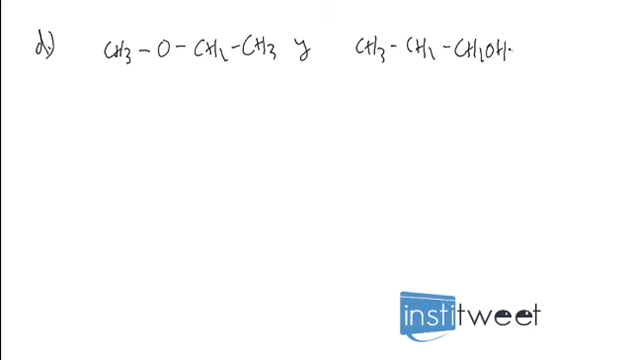 d.) CH3 - O - CH2 - CH3 y CH3 - CH2 - CH2OH.
institweet